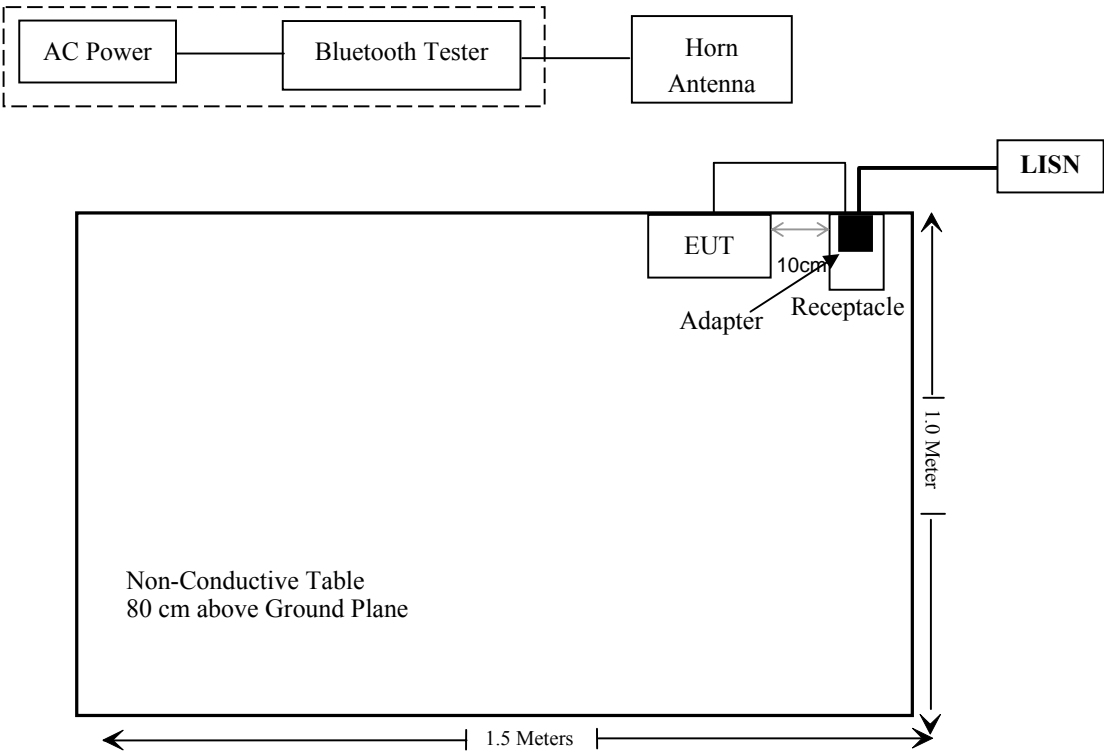 AC Power
Bluetooth Tester
Horn
Antenna
LISN
EUT
10cm
Adapter
Receptacle
1.0 Meter
Non-Conductive Table
80 cm above Ground Plane
1.5 Meters